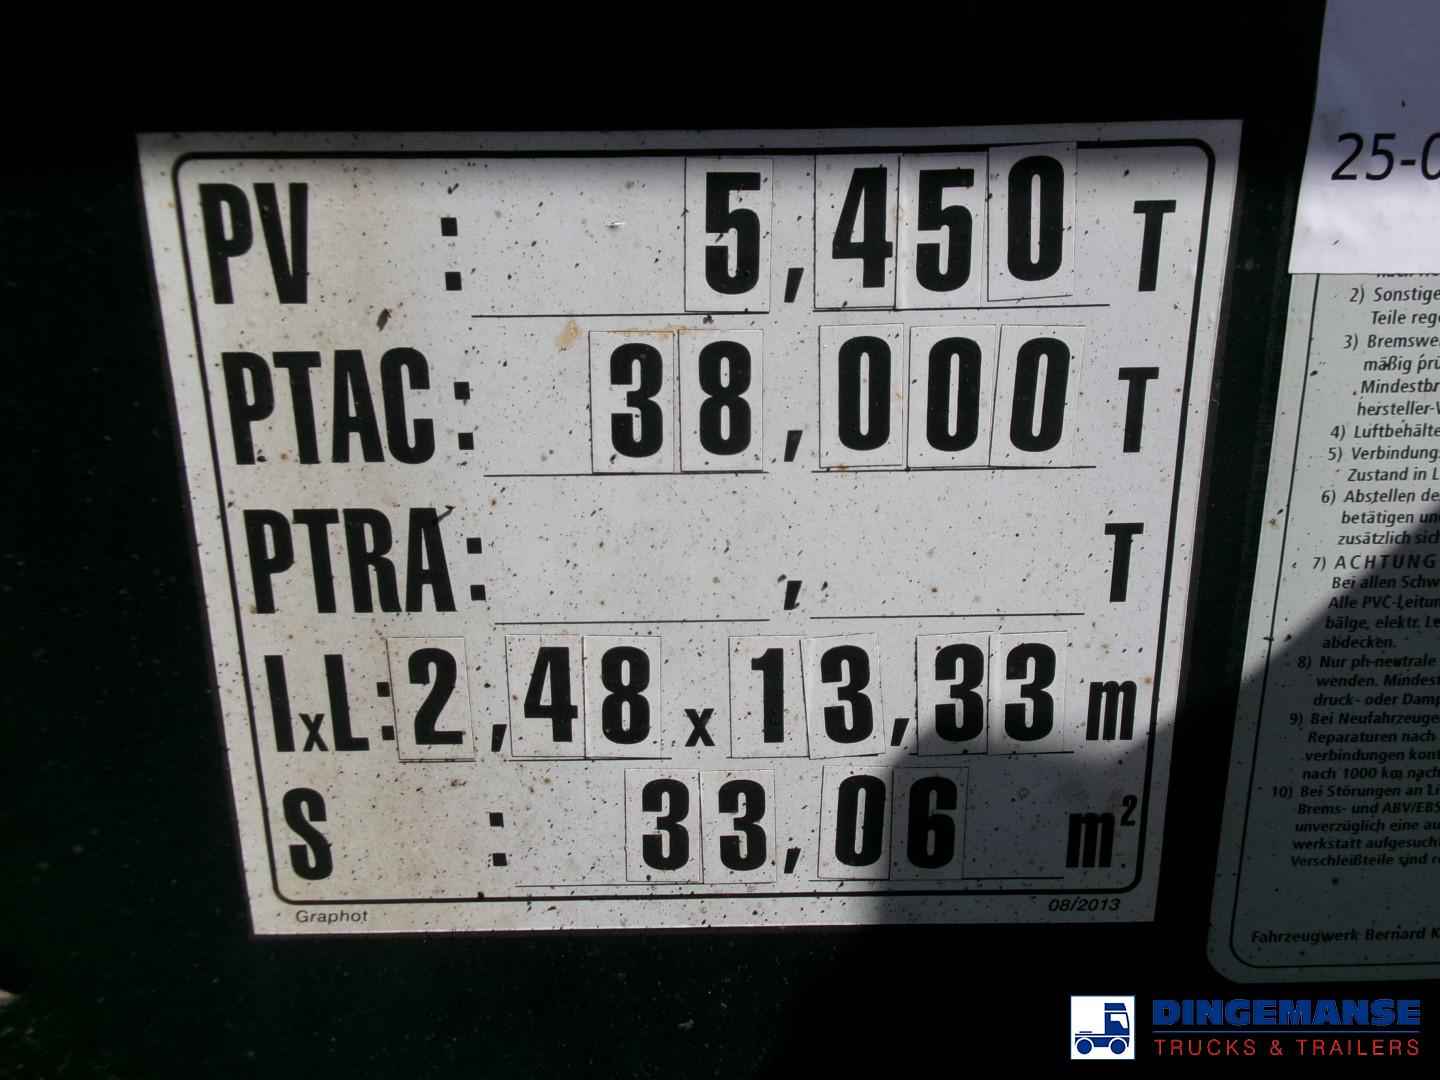 PV : 5,450 T
PTAC: 38,000 T
PTRA: , T
IxL: 2,48 x 13,33 m
S : 33,06 m²
Graphot 08/2013
25-0
2) Sonstige
Teile rege
3) Bremswe
mäßig prü
Mindestbr
hersteller-V
4) Luftbehälte
5) Verbindung
Zustand in
6) Abstellen de
betätigen un
zusätzlich sich
7) ACHTUNG
Bei allen Schw
Alle PVC-Leitun
bälge, elektr. Le
abdecken.
8) Nur ph-neutrale
wenden. Mindest
druck- oder Damp
9) Bei Neufahrzeuge
Reparaturen nach
verbindungen kont
nach 1000 km nach
10) Bei Störungen an Li
Brems- und ABV/EBS
unverzüglich eine au
werkstatt aufgesucht
Verschleißteile sind re
Fahrzeugwerk Bernard K
DINGEMANSE
TRUCKS & TRAILERS